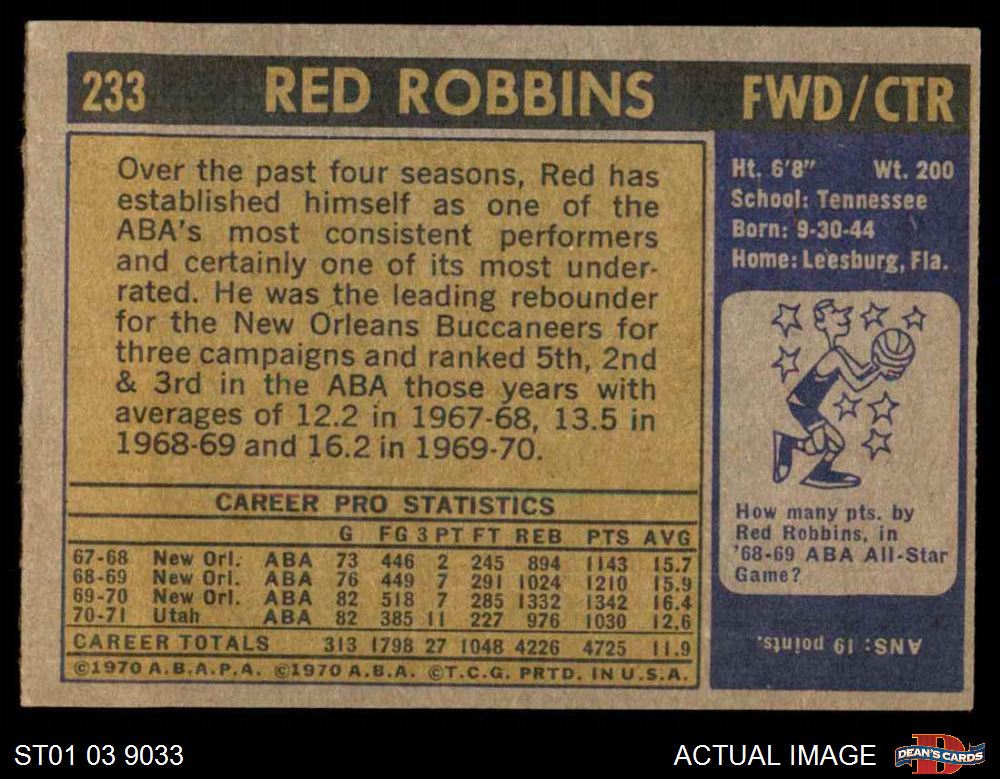 233 RED ROBBINS FWD/CTR
Over the past four seasons, Red has
established himself as one of the
ABA's most consistent performers
and certainly one of its most under-
rated. He was the leading rebounder
for the New Orleans Buccaneers for
three campaigns and ranked 5th, 2nd
& 3rd in the ABA those years with
averages of 12.2 in 1967-68, 13.5 in
1968-69 and 16.2 in 1969-70.
CAREER PRO STATISTICS
G FG 3 PT FT REB PTS AVG
67-68 New Orl. ABA 73 446 2 245 894 1143 15.7
68-69 New Orl. ABA 76 449 7 291 1024 1210 15.9
69-70 New Orl. ABA 82 518 7 285 1332 1342 16.4
70-71 Utah ABA 82 385 11 227 976 1030 12.6
CAREER TOTALS 313 1798 27 1048 4226 4725 11.9
©1970 A.B.A.P.A. ©1970 A.B.A. ©T.C.G. PRTD. IN U.S.A.
Ht. 6'8" Wt. 200
School: Tennessee
Born: 9-30-44
Home: Leesburg, Fla.
How many pts. by
Red Robbins, in
'68-69 ABA All-Star
Game?
ANS: 19 points.
ST01 03 9033
ACTUAL IMAGE
DEAN'S CARDS